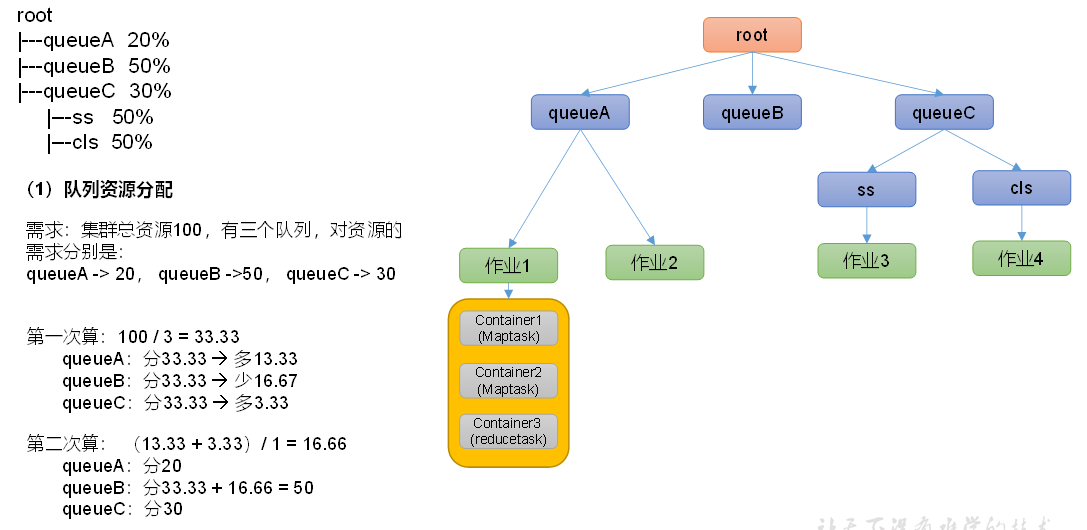 root
|---queueA 20%
|---queueB 50%
|---queueC 30%
|---ss 50%
|---cls 50%
（1）队列资源分配
需求：集群总资源100，有三个队列，对资源的
需求分别是：
queueA -> 20， queueB ->50， queueC -> 30
第一次算：100 / 3 = 33.33
queueA：分33.33 → 多13.33
queueB：分33.33 → 少16.67
queueC：分33.33 → 多3.33
第二次算： （13.33 + 3.33）/ 1 = 16.66
queueA：分20
queueB：分33.33 + 16.66 = 50
queueC：分30
root
queueA
queueB
queueC
ss
cls
作业1
作业2
作业3
作业4
Container1
(Maptask)
Container2
(Maptask)
Container3
(reducetask)